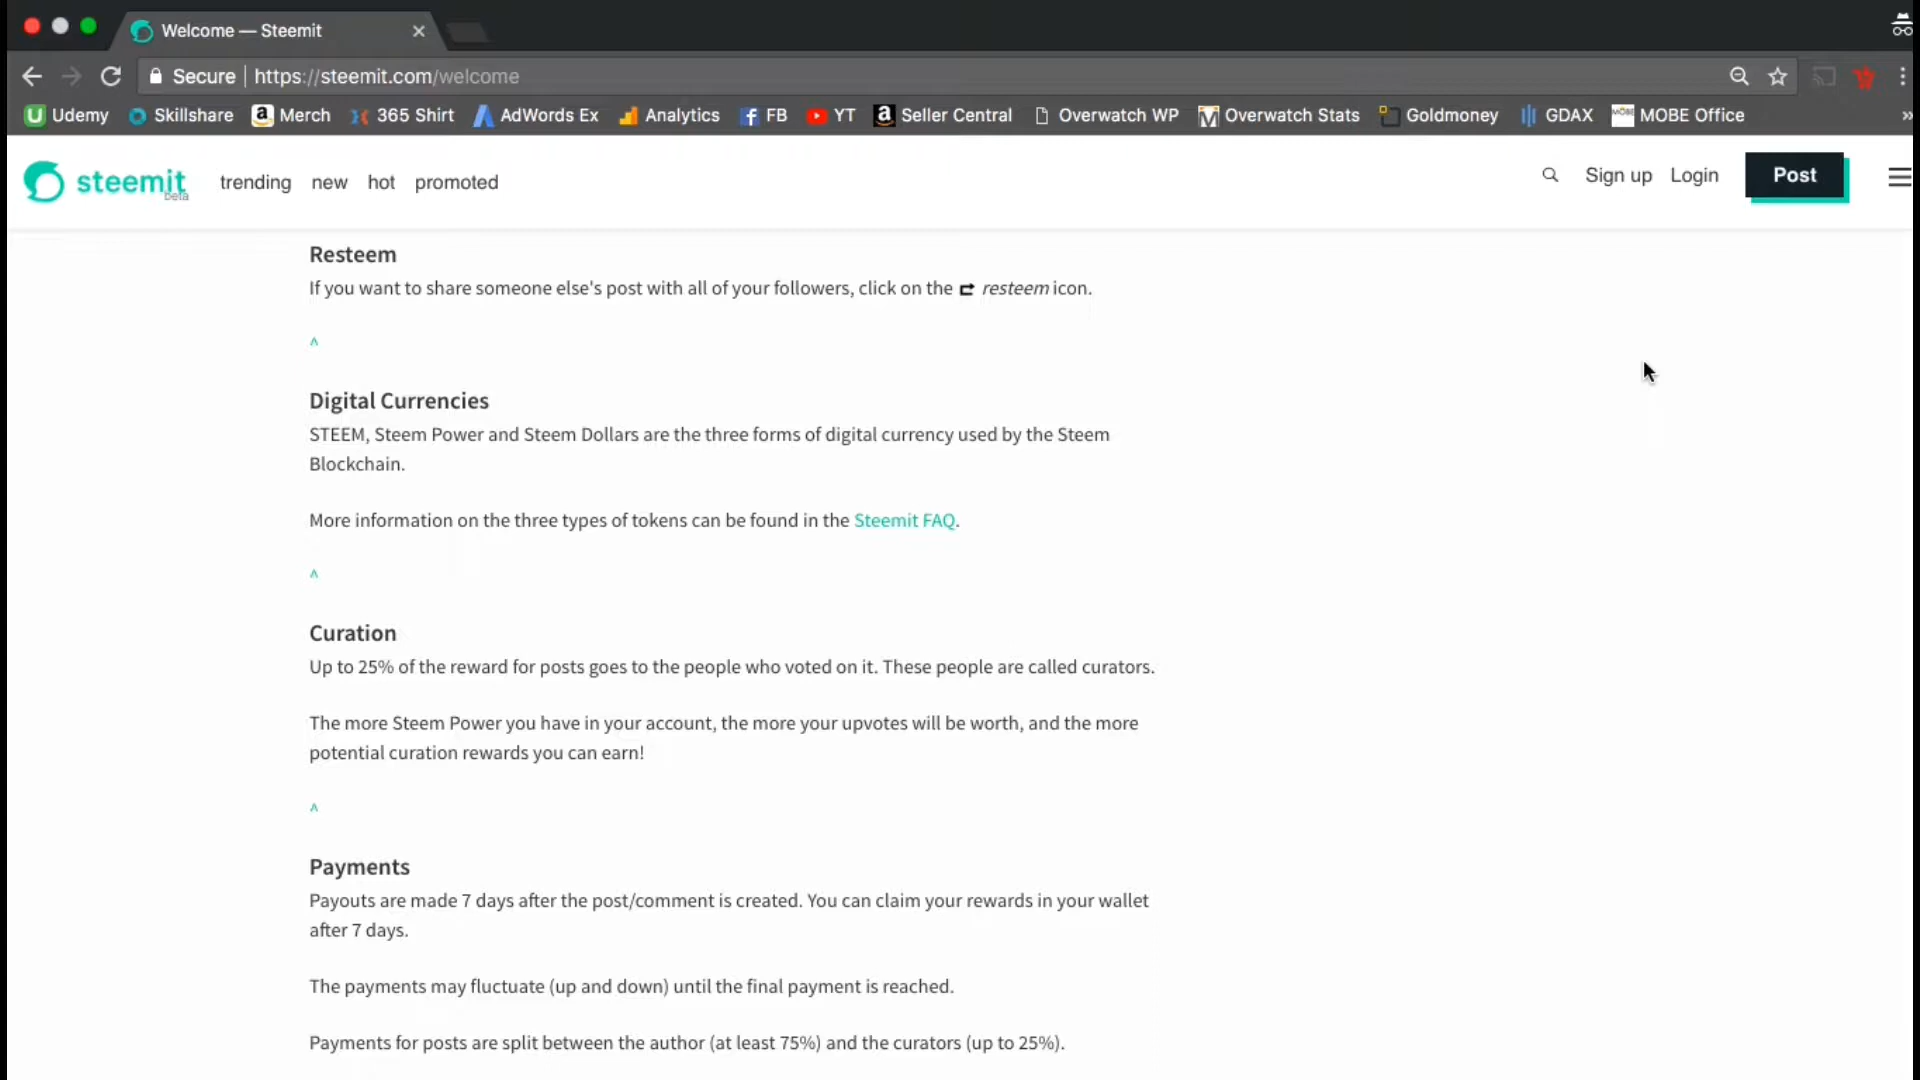 Welcome — Steemit
Secure https://steemit.com/welcome
Udemy Skillshare Merch 365 Shirt AdWords Ex Analytics FB YT Seller Central Overwatch WP Overwatch Stats Goldmoney GDAX MOBE Office »
steemit beta trending new hot promoted Sign up Login Post
Resteem
If you want to share someone else's post with all of your followers, click on the resteem icon.
^
Digital Currencies
STEEM, Steem Power and Steem Dollars are the three forms of digital currency used by the Steem
Blockchain.
More information on the three types of tokens can be found in the Steemit FAQ.
^
Curation
Up to 25% of the reward for posts goes to the people who voted on it. These people are called curators.
The more Steem Power you have in your account, the more your upvotes will be worth, and the more
potential curation rewards you can earn!
^
Payments
Payouts are made 7 days after the post/comment is created. You can claim your rewards in your wallet
after 7 days.
The payments may fluctuate (up and down) until the final payment is reached.
Payments for posts are split between the author (at least 75%) and the curators (up to 25%).